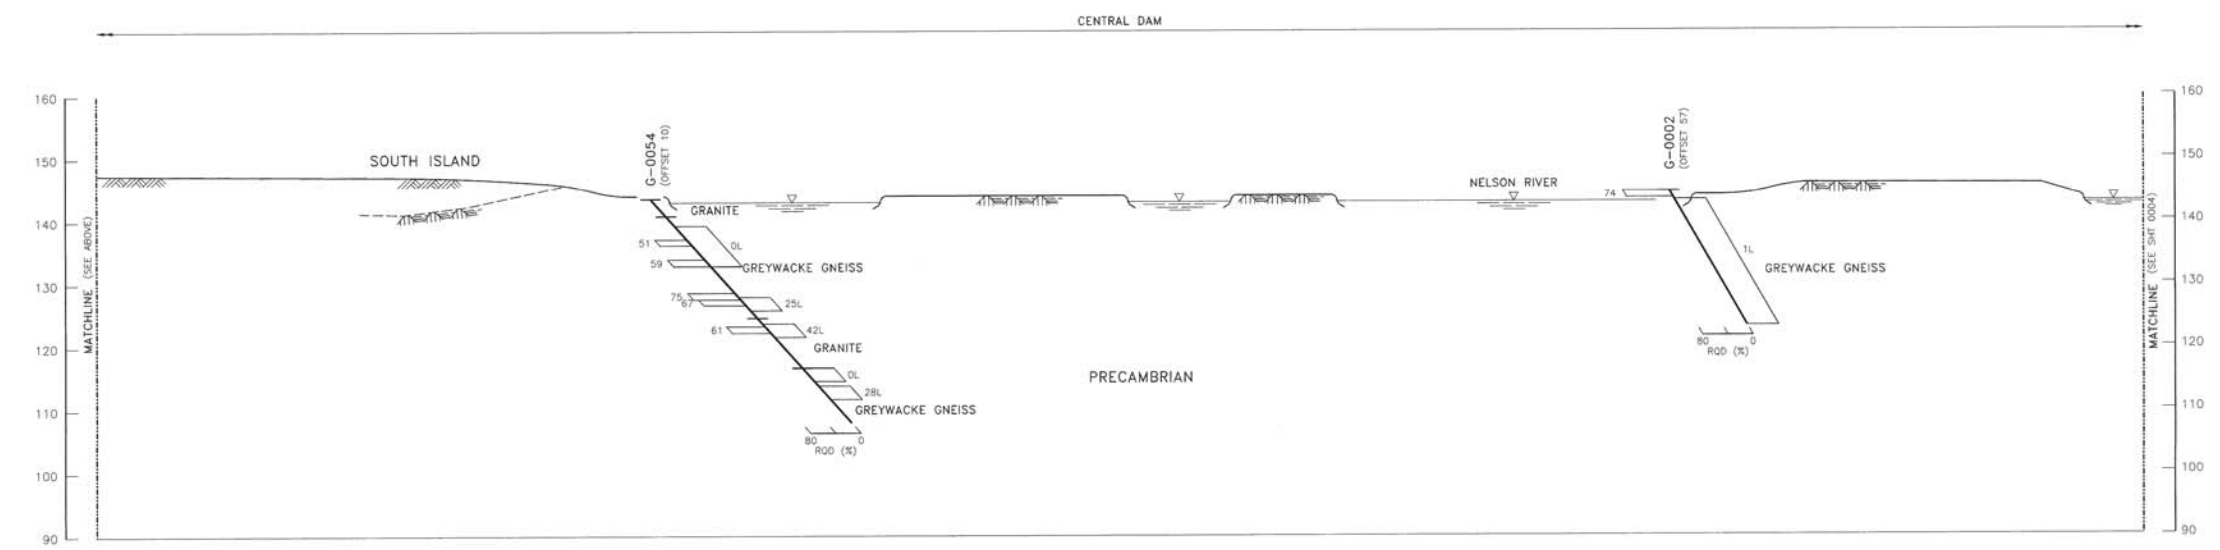 CENTRAL DAM
160
150
140
130
120
110
100
90
MATCHLINE (SEE ABOVE)
SOUTH ISLAND
G-0054
(OFFSET 10)
GRANITE
51
0L
59
GREYWACKE GNEISS
75
67
25L
61
42L
GRANITE
0L
28L
GREYWACKE GNEISS
80 0
RQD (%)
PRECAMBRIAN
NELSON RIVER
G-0002
(OFFSET 57)
74
1L
GREYWACKE GNEISS
80 0
RQD (%)
MATCHLINE (SEE SHT 0004)
160
150
140
130
120
110
100
90